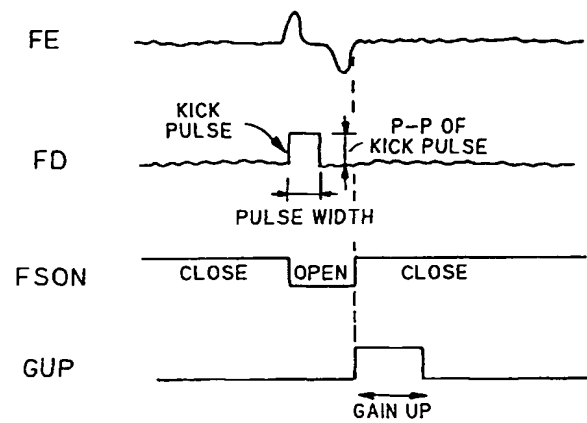 FE
KICK
PULSE
P-P OF
KICK PULSE
FD
PULSE WIDTH
FSON
CLOSE
OPEN
CLOSE
GUP
GAIN UP